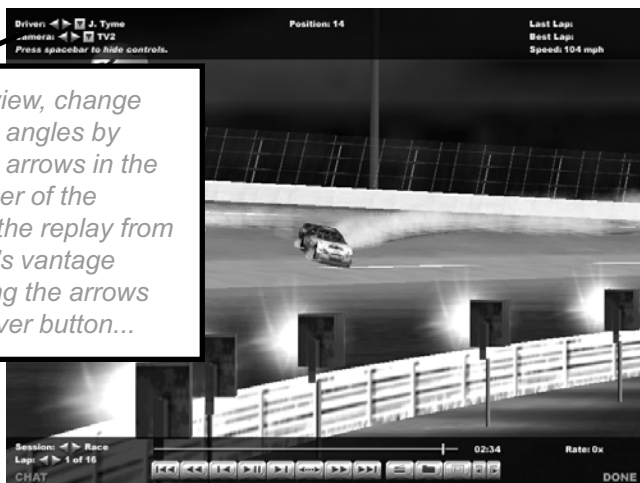 Driver: J. Tyme
Position: 14
Last Lap:
Camera: TV2
Best Lap:
Press spacebar to hide controls.
Speed: 104 mph
view, change
angles by
arrows in the
er of the
the replay from
's vantage
ng the arrows
ver button...
Session: Race
02:34
Rate: 0x
Lap: 1 of 16
CHAT
DONE